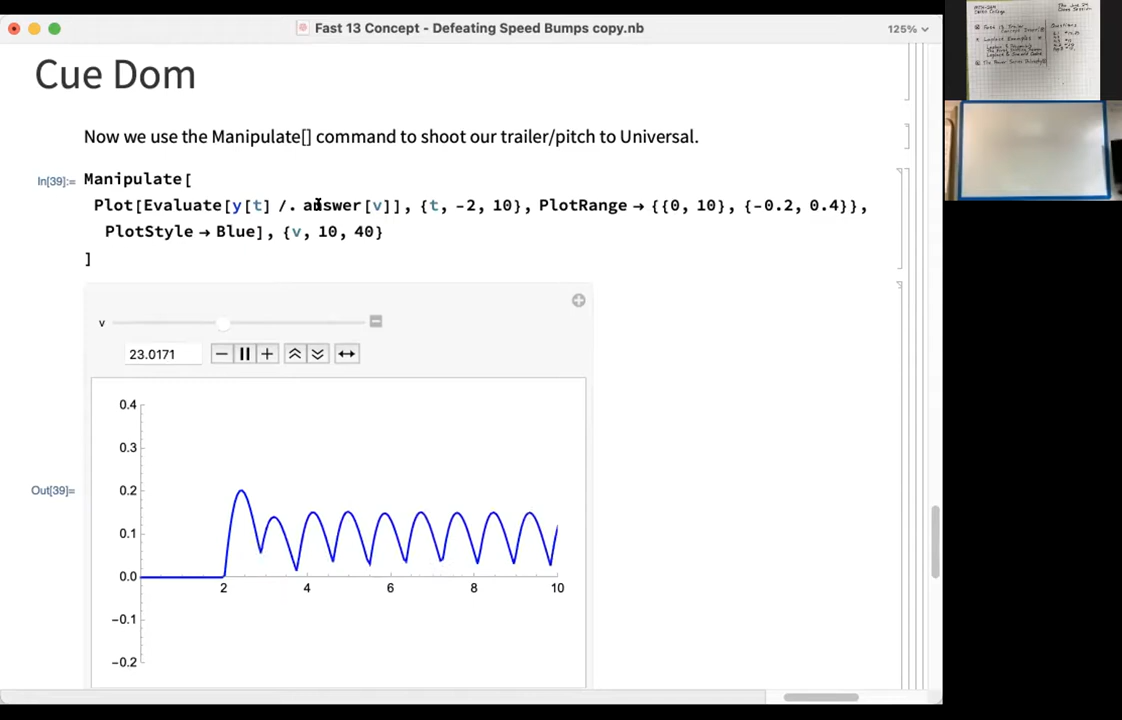 Fast 13 Concept - Defeating Speed Bumps copy.nb
125%
Cue Dom
Now we use the Manipulate[] command to shoot our trailer/pitch to Universal.
In[39]:= Manipulate[
Plot[Evaluate[y[t] /. answer[v]], {t, -2, 10}, PlotRange → {{0, 10}, {-0.2, 0.4}},
PlotStyle → Blue], {v, 10, 40}
]
v
23.0171
0.4
0.3
0.2
0.1
0.0
-0.1
-0.2
2 4 6 8 10
Out[39]=